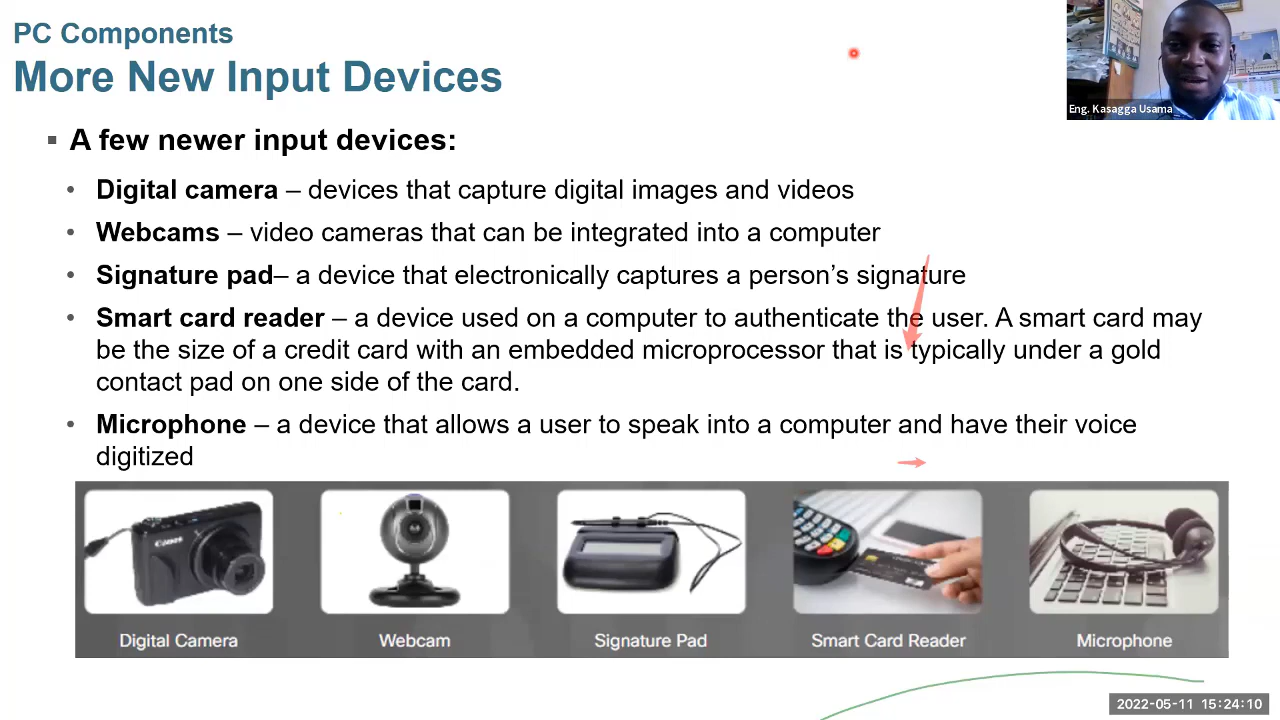 PC Components
More New Input Devices
Eng. Kasagga Usama
▪ A few newer input devices:
• Digital camera – devices that capture digital images and videos
• Webcams – video cameras that can be integrated into a computer
• Signature pad– a device that electronically captures a person’s signature
• Smart card reader – a device used on a computer to authenticate the user. A smart card may
be the size of a credit card with an embedded microprocessor that is typically under a gold
contact pad on one side of the card.
• Microphone – a device that allows a user to speak into a computer and have their voice
digitized
Canon
Digital Camera
Webcam
Signature Pad
Smart Card Reader
Microphone
2022-05-11 15:24:10